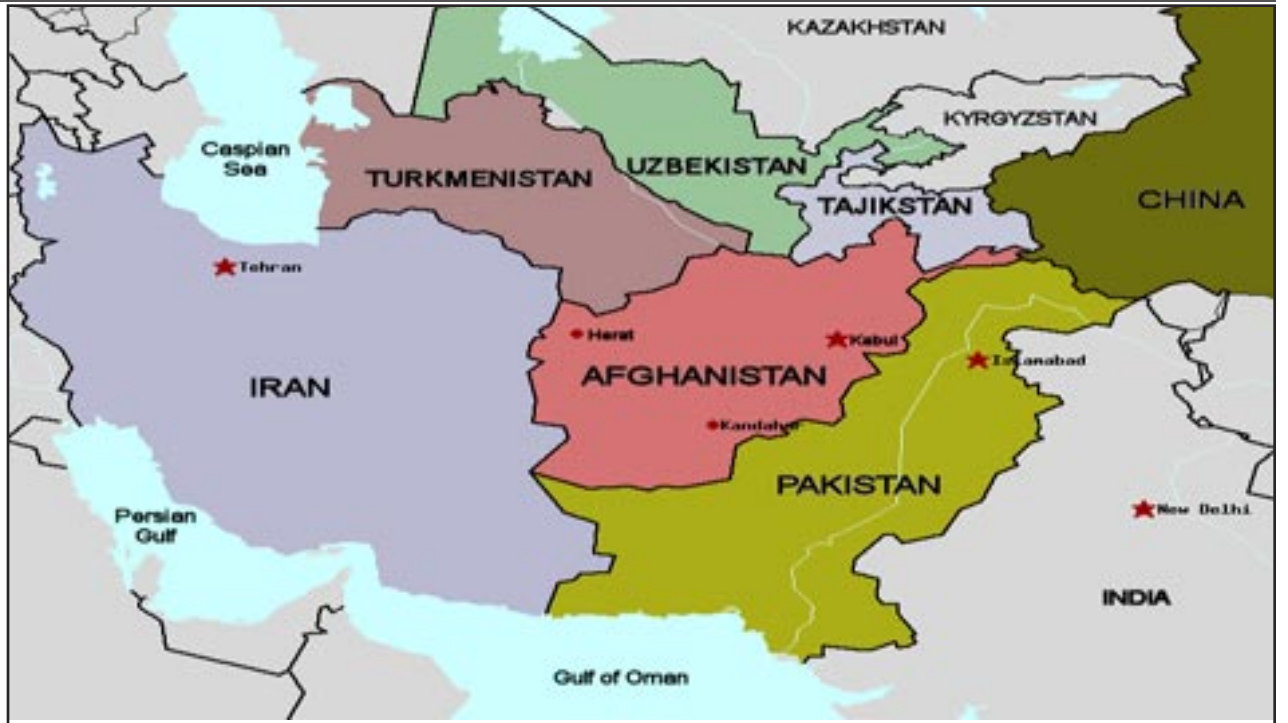 KAZAKHSTAN
KYRGYZSTAN
Caspian
Sea
UZBEKISTAN
TURKMENISTAN
TAJIKSTAN
CHINA
Tehran
Herat
Kabul
Islamabad
IRAN
AFGHANISTAN
Kandahar
PAKISTAN
Persian
Gulf
New Delhi
INDIA
Gulf of Oman